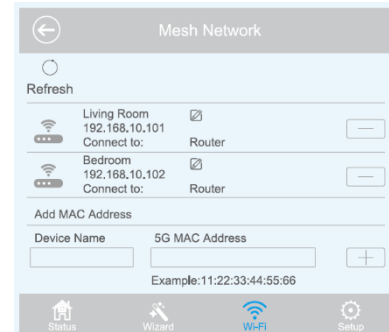 Mesh Network
Refresh
Living Room
192.168.10.101
Connect to: Router
Bedroom
192.168.10.102
Connect to: Router
Add MAC Address
Device Name 5G MAC Address
Example:11:22:33:44:55:66
Status Wizard Wi-Fi Setup